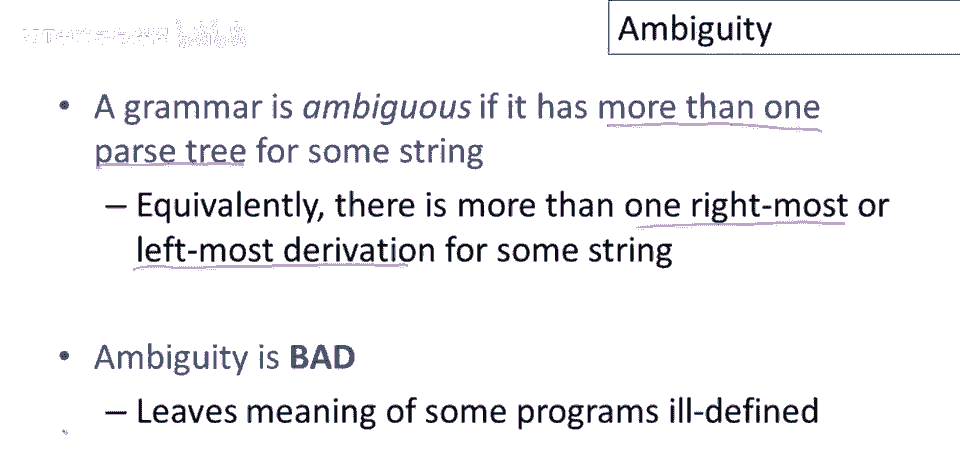 Ambiguity
• A grammar is ambiguous if it has more than one
parse tree for some string
– Equivalently, there is more than one right-most or
left-most derivation for some string
• Ambiguity is BAD
– Leaves meaning of some programs ill-defined